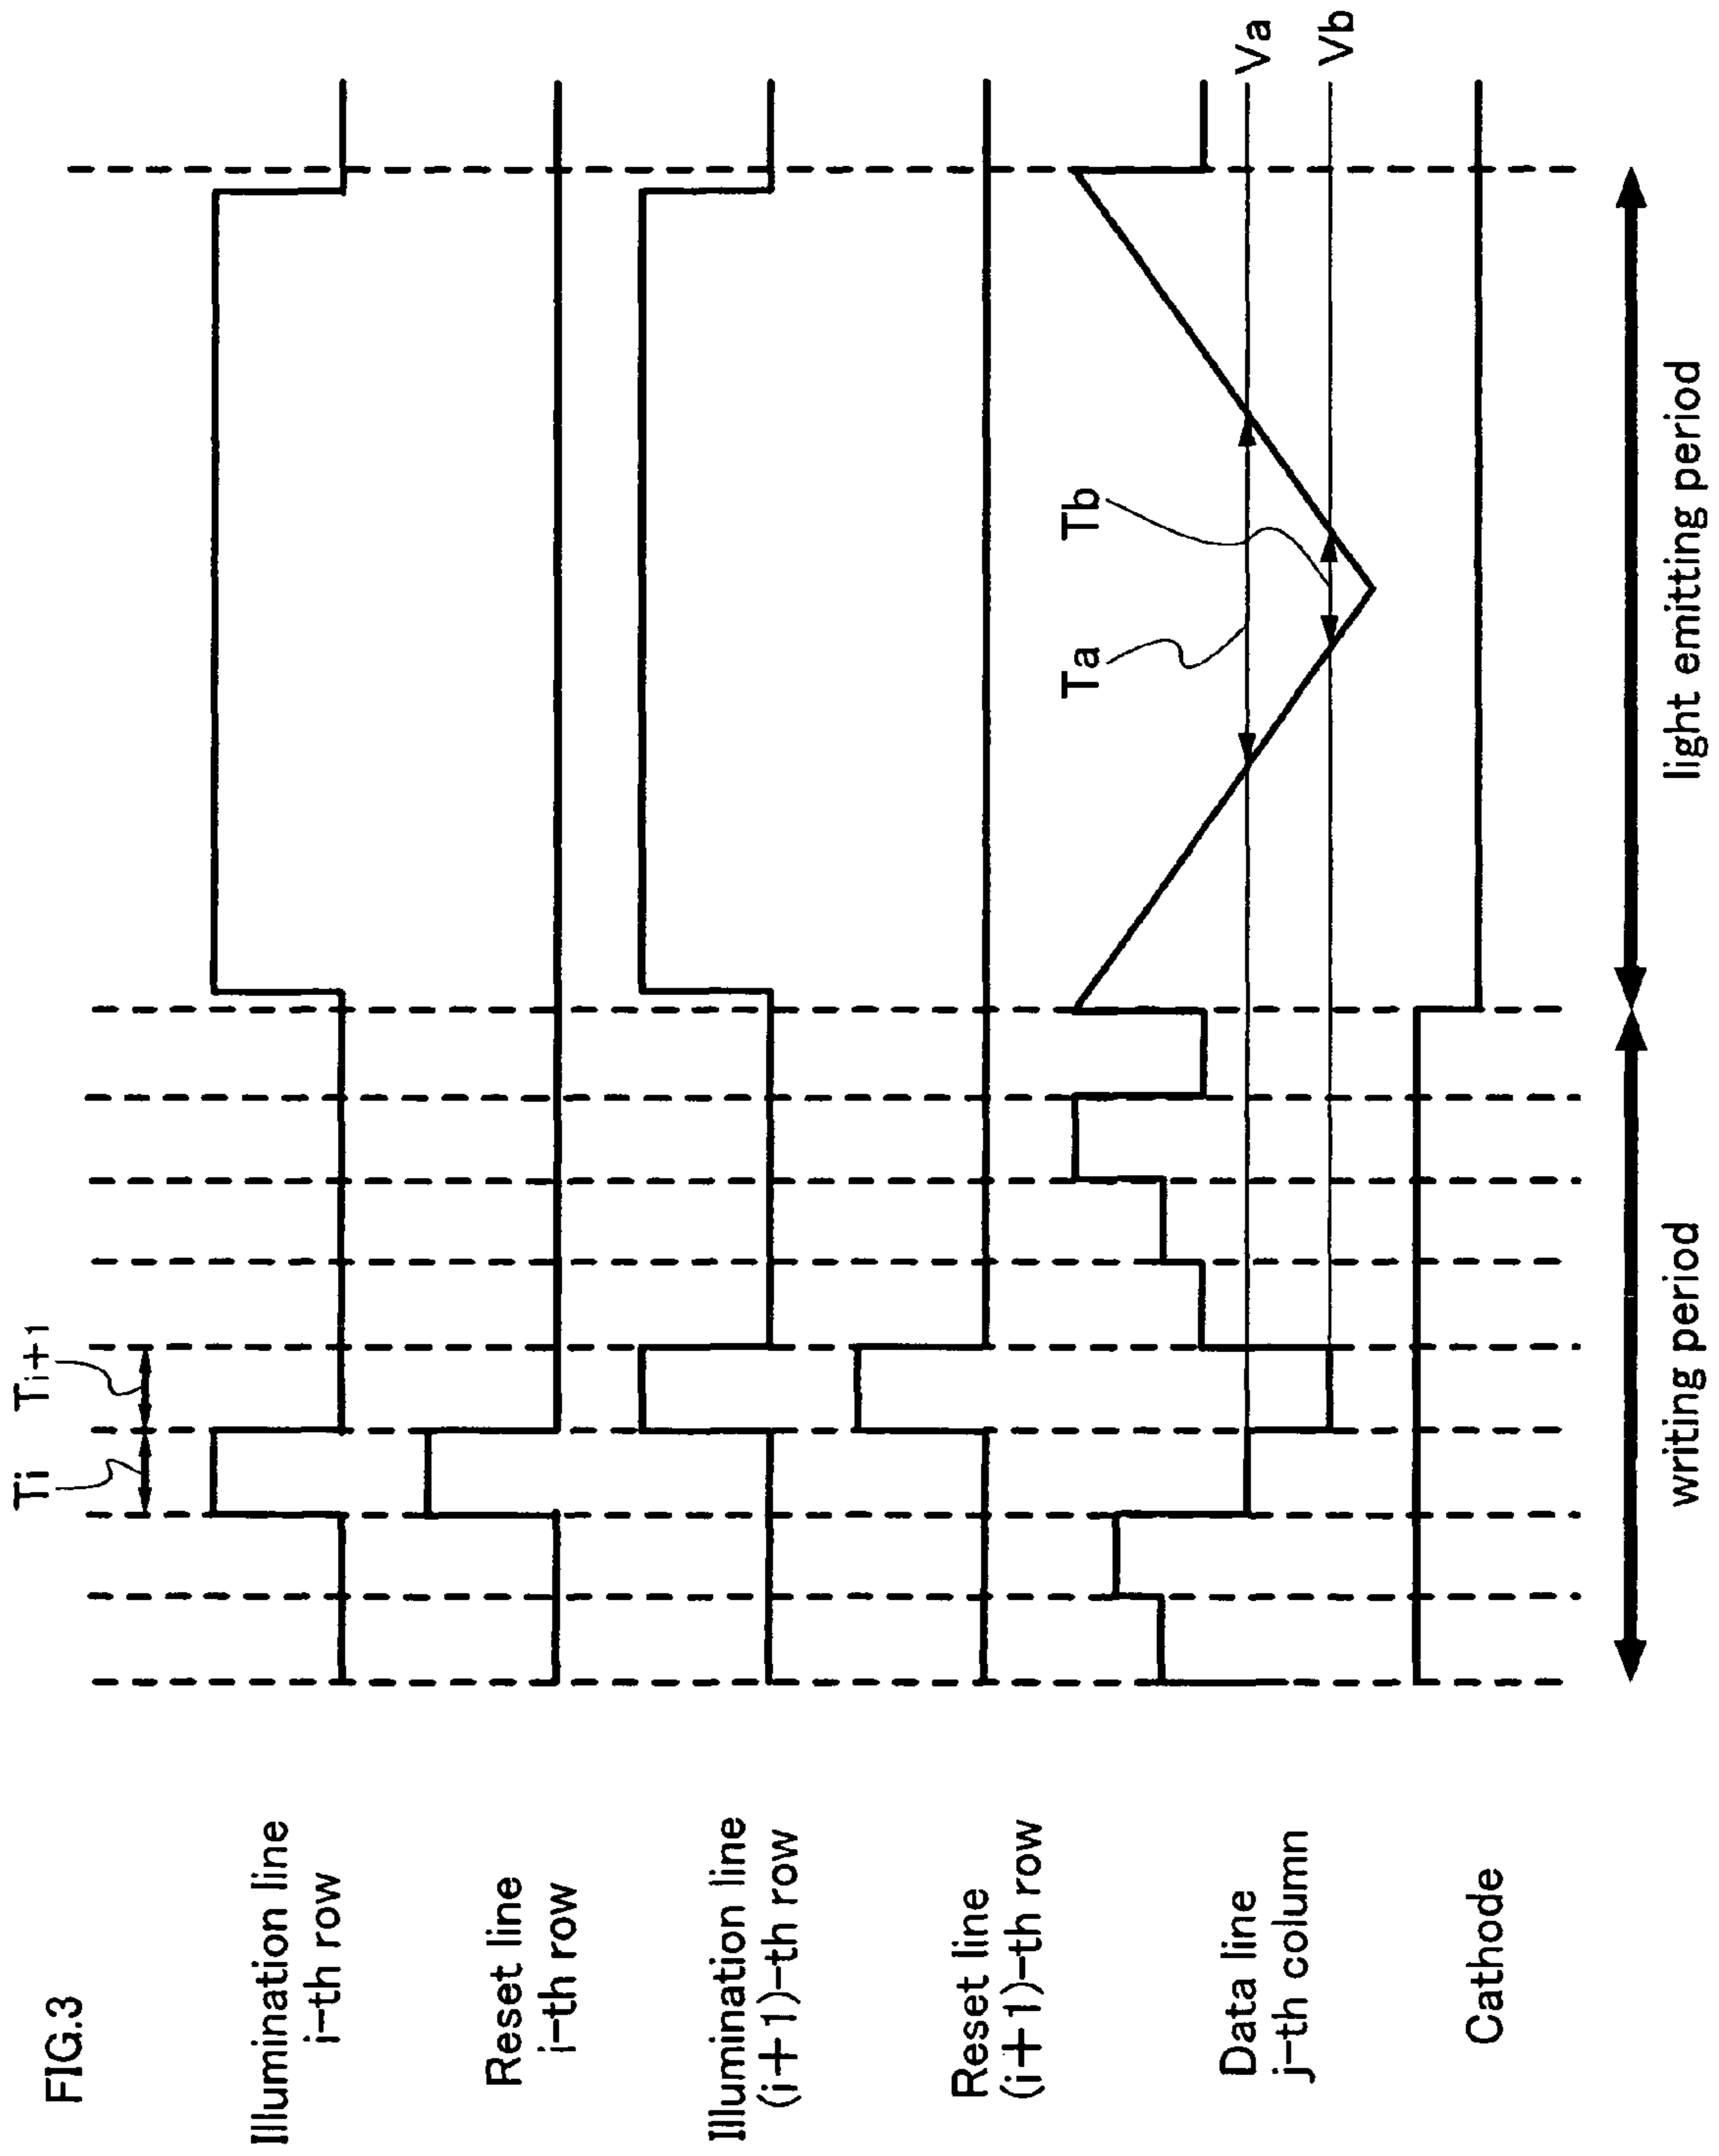 FIG.3
Ti
Ti+1
Illumination line
i-th row
Reset line
i-th row
Illumination line
(i+1)-th row
Reset line
(i+1)-th row
Ta
Tb
Data line
j-th column
Va
Vb
Cathode
writing period
light emitting period